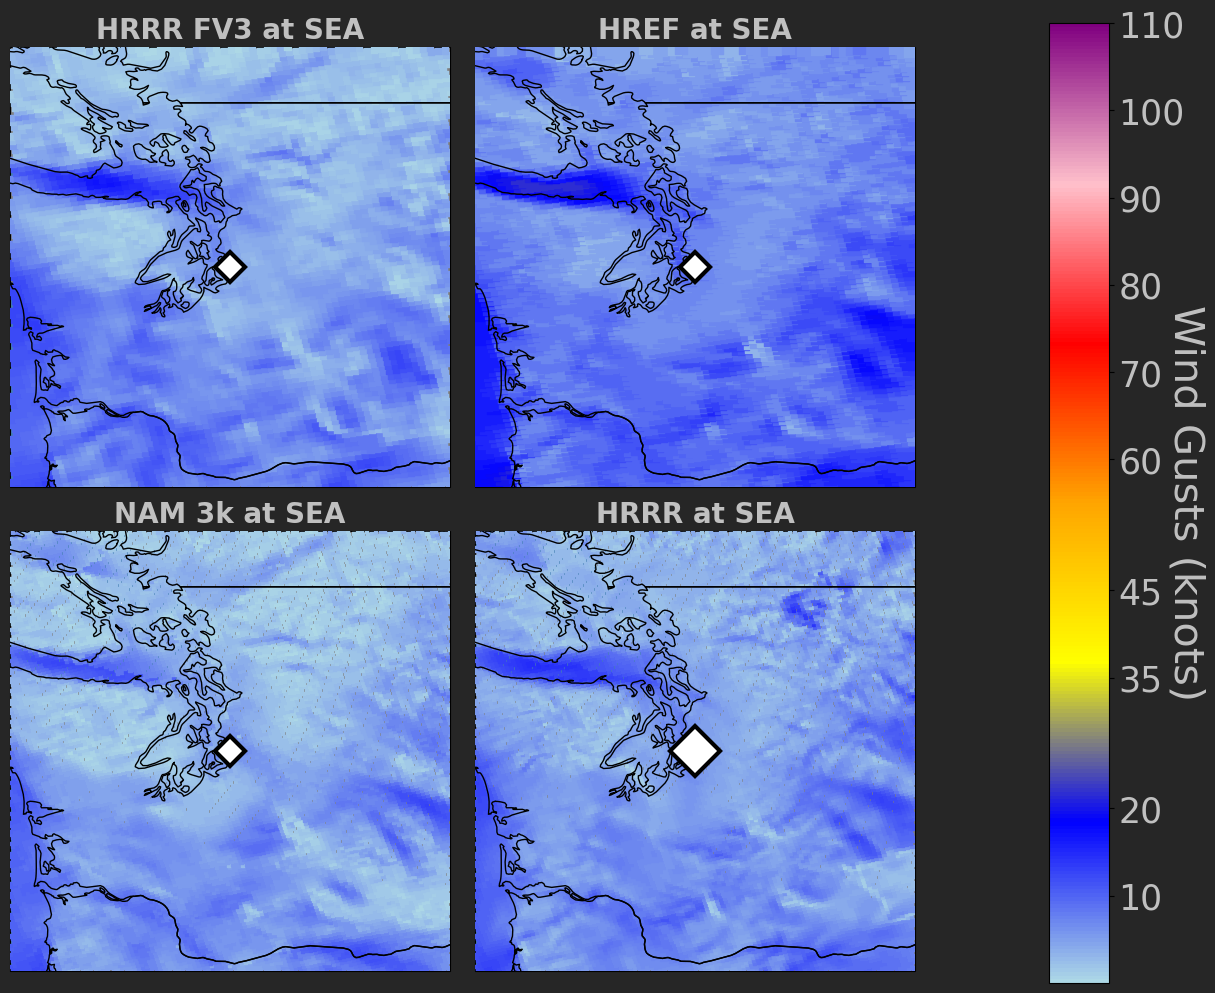 HRRR FV3 at SEA
HREF at SEA
NAM 3k at SEA
HRRR at SEA
110
100
90
80
70
60
45
35
20
10
Wind Gusts (knots)